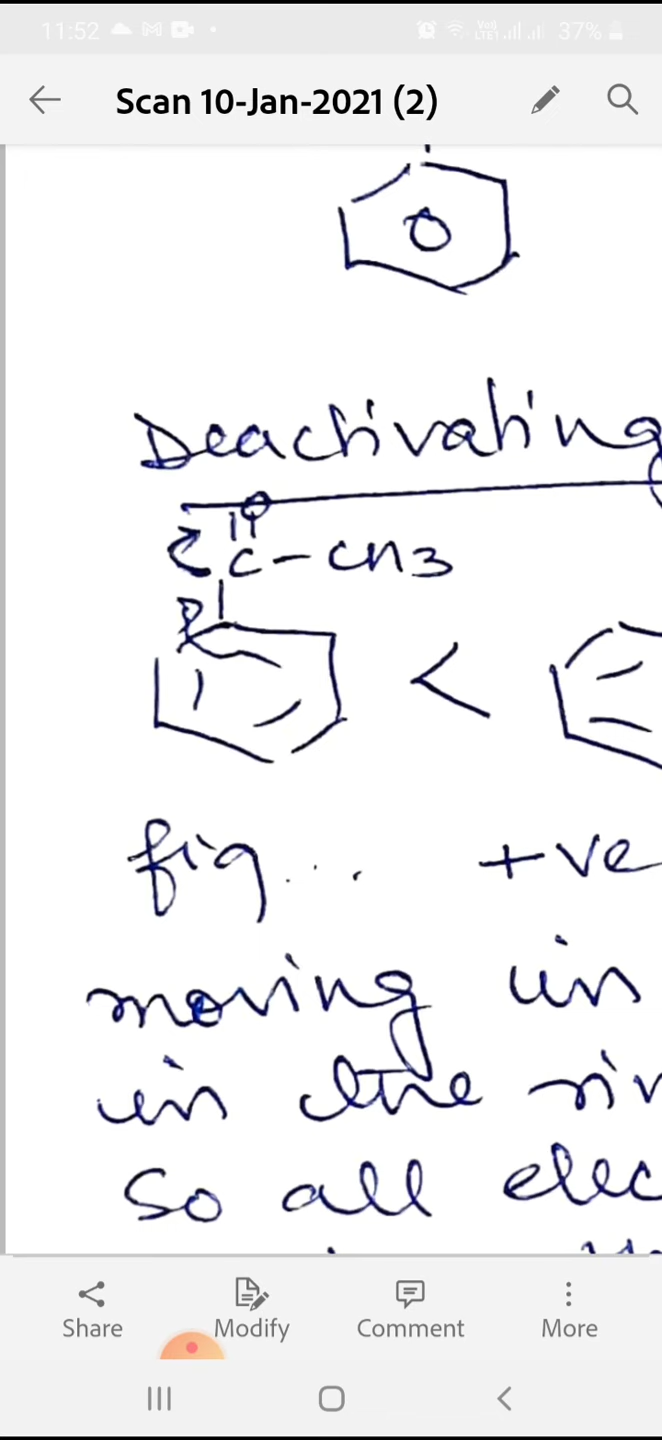 11:52 37%
Scan 10-Jan-2021 (2)
Deactivating
C-CH3
<
fig... +ve
moving in
in the
So all elec
Share Modify Comment More